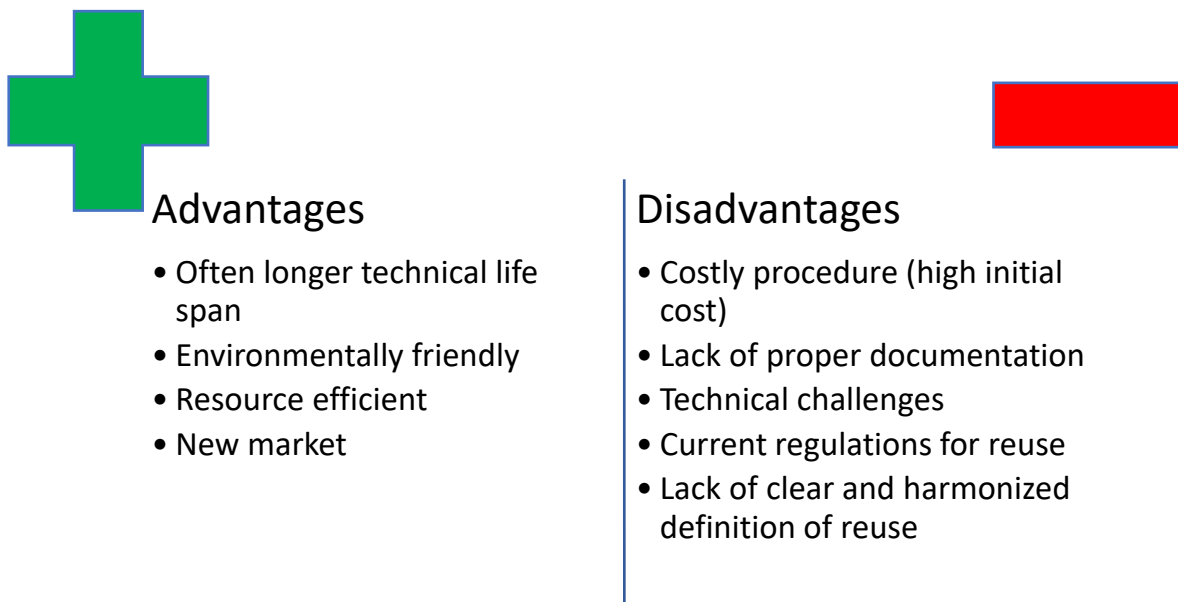 Advantages
• Often longer technical life
span
• Environmentally friendly
• Resource efficient
• New market
Disadvantages
• Costly procedure (high initial
cost)
• Lack of proper documentation
• Technical challenges
• Current regulations for reuse
• Lack of clear and harmonized
definition of reuse